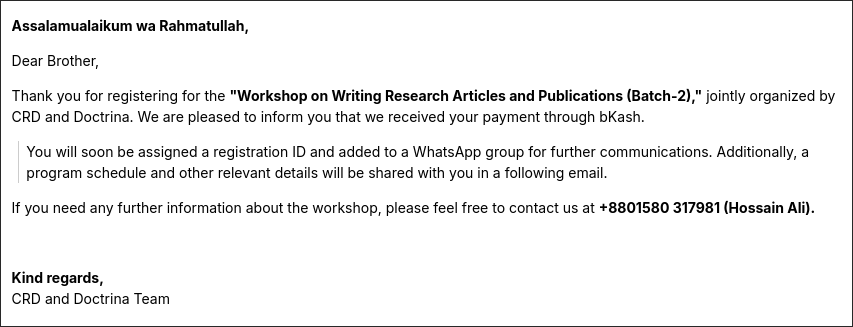 Assalamualaikum wa Rahmatullah,
Dear Brother,
Thank you for registering for the "Workshop on Writing Research Articles and Publications (Batch-2)," jointly organized by
CRD and Doctrina. We are pleased to inform you that we received your payment through bKash.
You will soon be assigned a registration ID and added to a WhatsApp group for further communications. Additionally, a
program schedule and other relevant details will be shared with you in a following email.
If you need any further information about the workshop, please feel free to contact us at +8801580 317981 (Hossain Ali).
Kind regards,
CRD and Doctrina Team